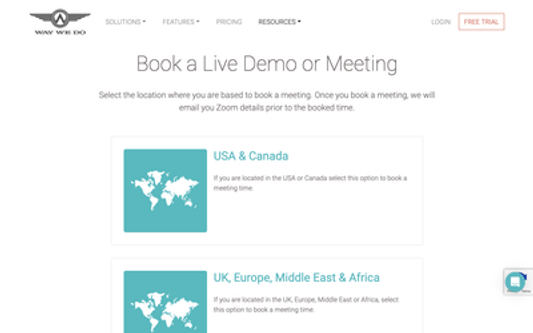 WAY WE DO
SOLUTIONS
FEATURES
PRICING
RESOURCES
LOGIN
FREE TRIAL
Book a Live Demo or Meeting
Select the location where you are based to book a meeting. Once you book a meeting, we will
email you Zoom details prior to the booked time.
USA & Canada
If you are located in the USA or Canada select this option to book a
meeting time.
UK, Europe, Middle East & Africa
If you are located in the UK, Europe, Middle East or Africa, select
this option to book a meeting time.